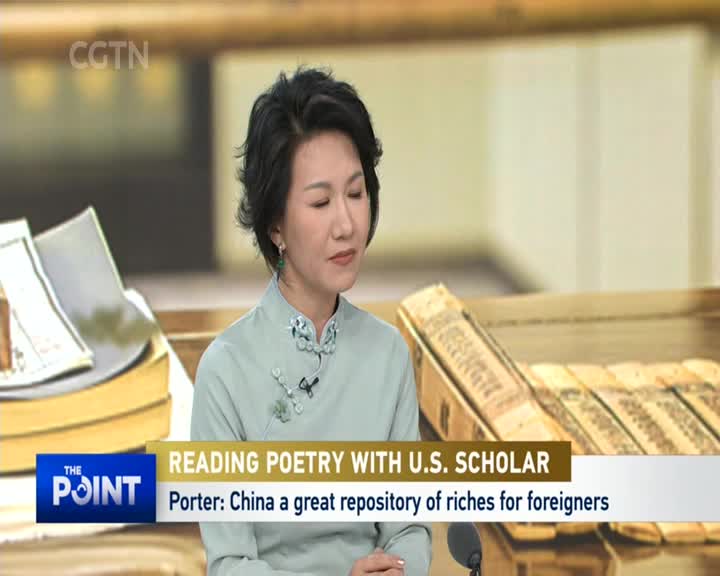 CGTN
READING POETRY WITH U.S. SCHOLAR
THE
POINT
Porter: China a great repository of riches for foreigners